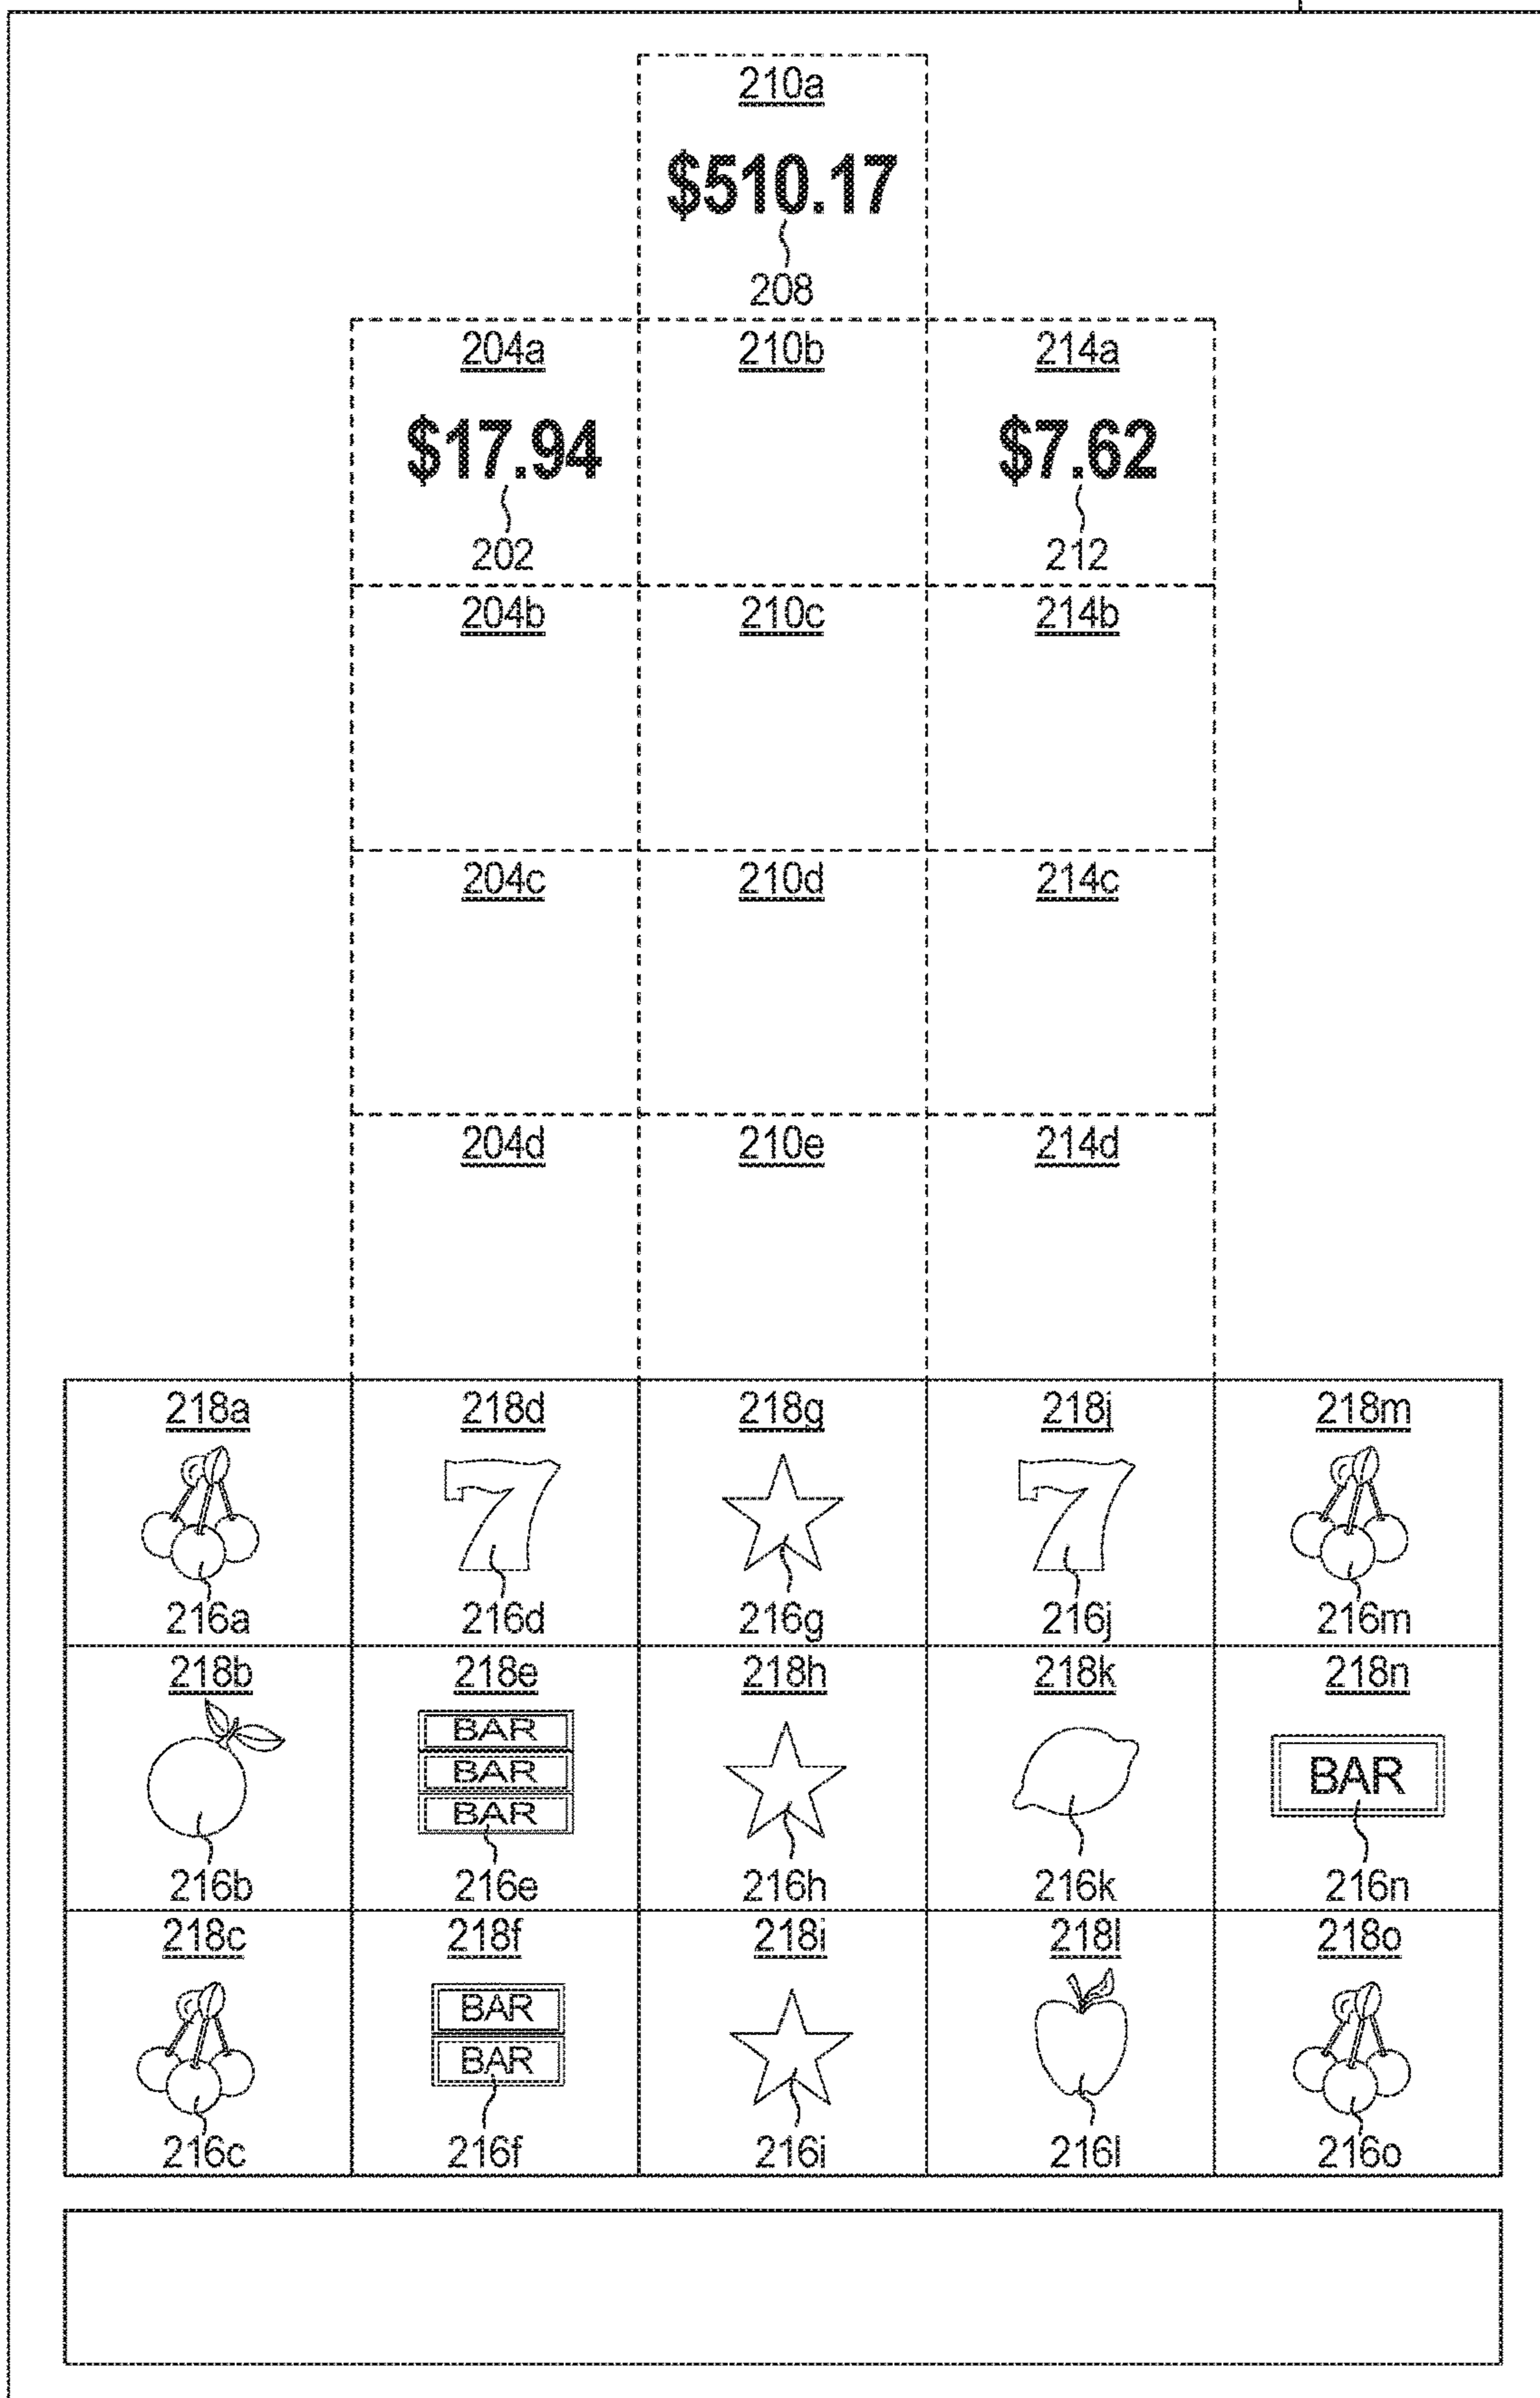 210a
$510.17
208
204a 210b 214a
$17.94 $7.62
202 212
204b 210c 214b
204c 210d 214c
204d 210e 214d
218a 218d 218g 218j 218m
216a 216d 216g 216j 216m
218b 218e 218h 218k 218n
BAR
BAR BAR
BAR
216b 216e 216h 216k 216n
218c 218f 218i 218l 218o
BAR
BAR
216c 216f 216i 216l 216o